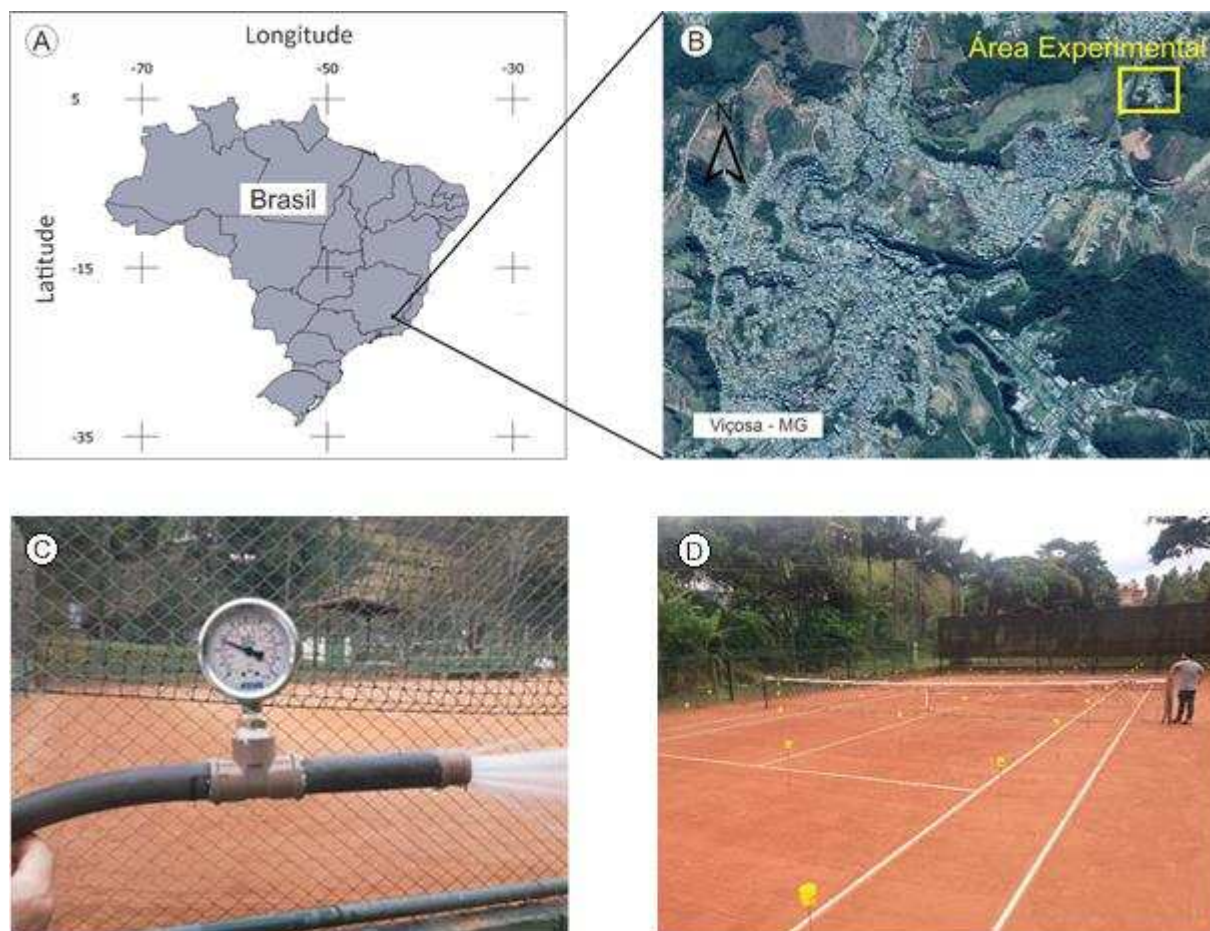 A
Longitude
-70
-50
-30
5
Brasil
Latitude
-15
-35
B
Área Experimental
N
Viçosa - MG
C
D